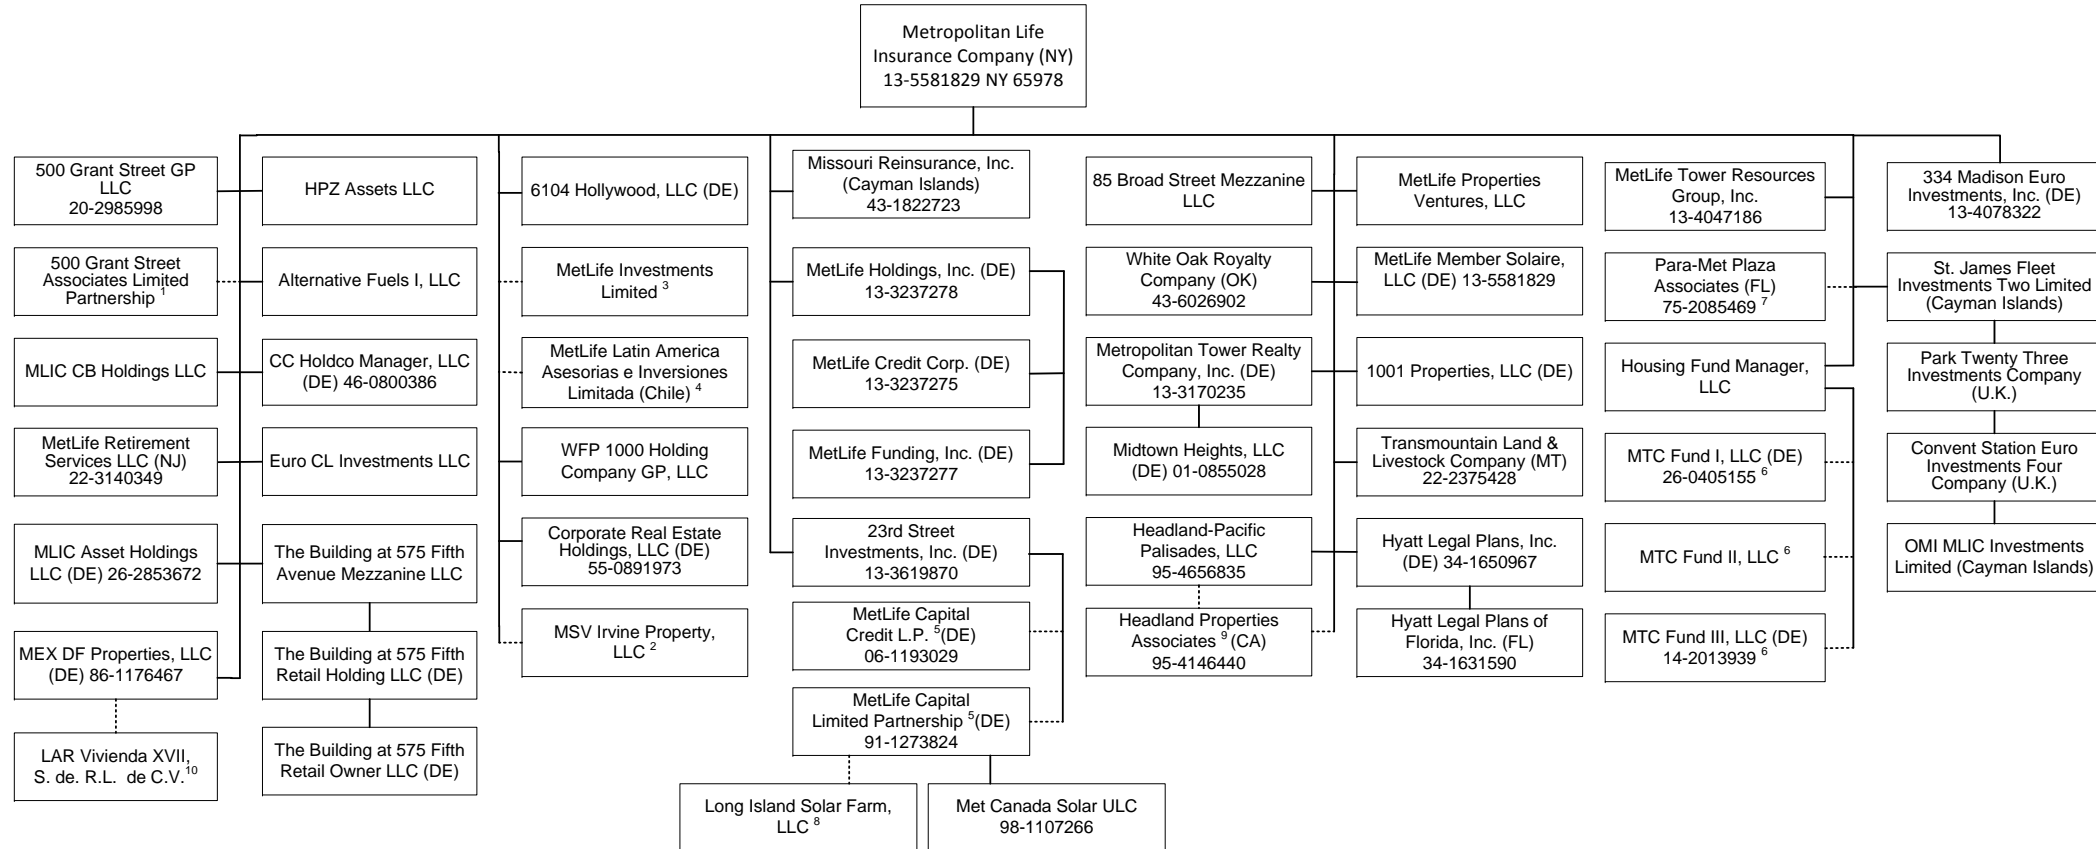 Metropolitan Life
Insurance Company (NY)
13-5581829 NY 65978
500 Grant Street GP
LLC
20-2985998
HPZ Assets LLC
6104 Hollywood, LLC (DE)
Missouri Reinsurance, Inc.
(Cayman Islands)
43-1822723
85 Broad Street Mezzanine
LLC
MetLife Properties
Ventures, LLC
MetLife Tower Resources
Group, Inc.
13-4047186
334 Madison Euro
Investments, Inc. (DE)
13-4078322
500 Grant Street
Associates Limited
Partnership 1
Alternative Fuels I, LLC
MetLife Investments
Limited 3
MetLife Holdings, Inc. (DE)
13-3237278
White Oak Royalty
Company (OK)
43-6026902
MetLife Member Solaire,
LLC (DE) 13-5581829
Para-Met Plaza
Associates (FL)
75-2085469 7
St. James Fleet
Investments Two Limited
(Cayman Islands)
MLIC CB Holdings LLC
CC Holdco Manager, LLC
(DE) 46-0800386
MetLife Latin America
Asesorias e Inversiones
Limitada (Chile) 4
MetLife Credit Corp. (DE)
13-3237275
Metropolitan Tower Realty
Company, Inc. (DE)
13-3170235
1001 Properties, LLC (DE)
Housing Fund Manager,
LLC
Park Twenty Three
Investments Company
(U.K.)
MetLife Retirement
Services LLC (NJ)
22-3140349
Euro CL Investments LLC
WFP 1000 Holding
Company GP, LLC
MetLife Funding, Inc. (DE)
13-3237277
Midtown Heights, LLC
(DE) 01-0855028
Transmountain Land &
Livestock Company (MT)
22-2375428
MTC Fund I, LLC (DE)
26-0405155 6
Convent Station Euro
Investments Four
Company (U.K.)
MLIC Asset Holdings
LLC (DE) 26-2853672
The Building at 575 Fifth
Avenue Mezzanine LLC
Corporate Real Estate
Holdings, LLC (DE)
55-0891973
23rd Street
Investments, Inc. (DE)
13-3619870
Headland-Pacific
Palisades, LLC
95-4656835
Hyatt Legal Plans, Inc.
(DE) 34-1650967
MTC Fund II, LLC 6
OMI MLIC Investments
Limited (Cayman Islands)
MEX DF Properties, LLC
(DE) 86-1176467
The Building at 575 Fifth
Retail Holding LLC (DE)
MSV Irvine Property,
LLC 2
MetLife Capital
Credit L.P. 5(DE)
06-1193029
Headland Properties
Associates 9 (CA)
95-4146440
Hyatt Legal Plans of
Florida, Inc. (FL)
34-1631590
MTC Fund III, LLC (DE)
14-2013939 6
LAR Vivienda XVII,
S. de. R.L. de C.V.10
The Building at 575 Fifth
Retail Owner LLC (DE)
MetLife Capital
Limited Partnership 5(DE)
91-1273824
Long Island Solar Farm,
LLC 8
Met Canada Solar ULC
98-1107266